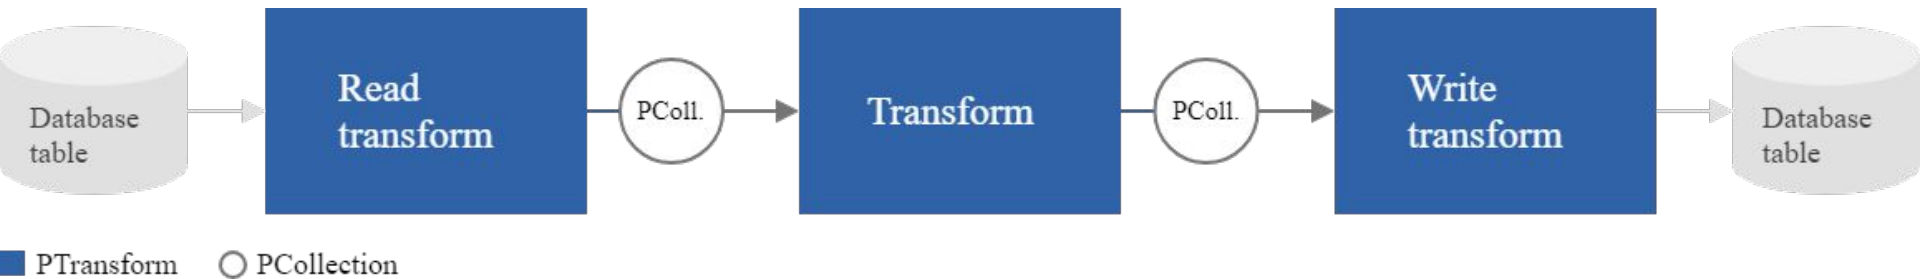 Database
table
Read
transform
PColl.
Transform
PColl.
Write
transform
Database
table
PTransform
PCollection